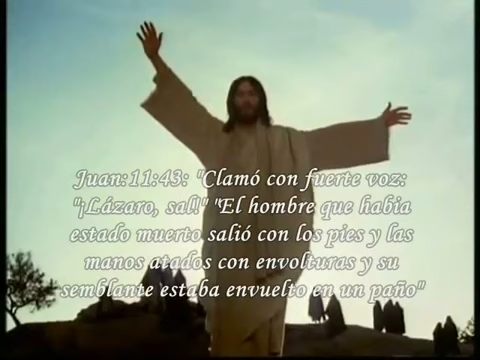 Juan:11:43: "Clamó con fuerte voz:
"¡Lázaro, sal!" "El hombre que habia
estado muerto salió con los pies y las
manos atados con envolturas y su
semblante estaba envuelto en un paño"